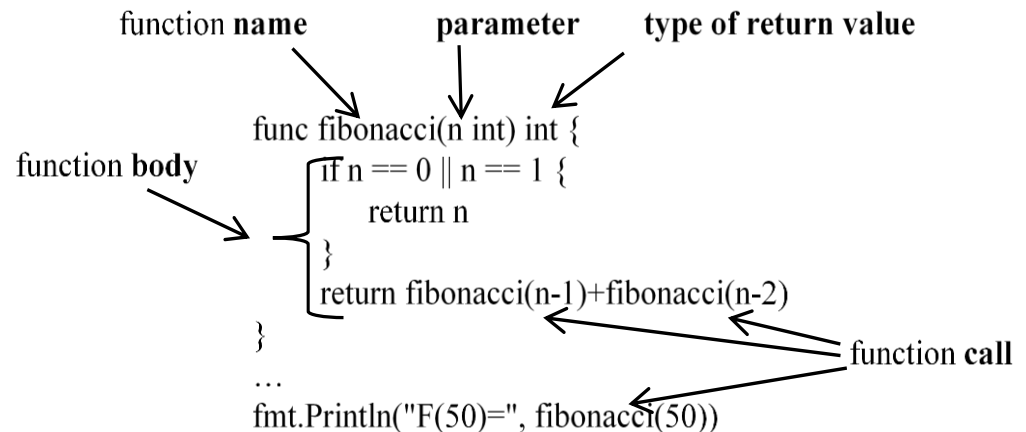 function name parameter type of return value
func fibonacci(n int) int {
function body
if n == 0 || n == 1 {
return n
}
return fibonacci(n-1)+fibonacci(n-2)
}
function call
…
fmt.Println("F(50)=", fibonacci(50))